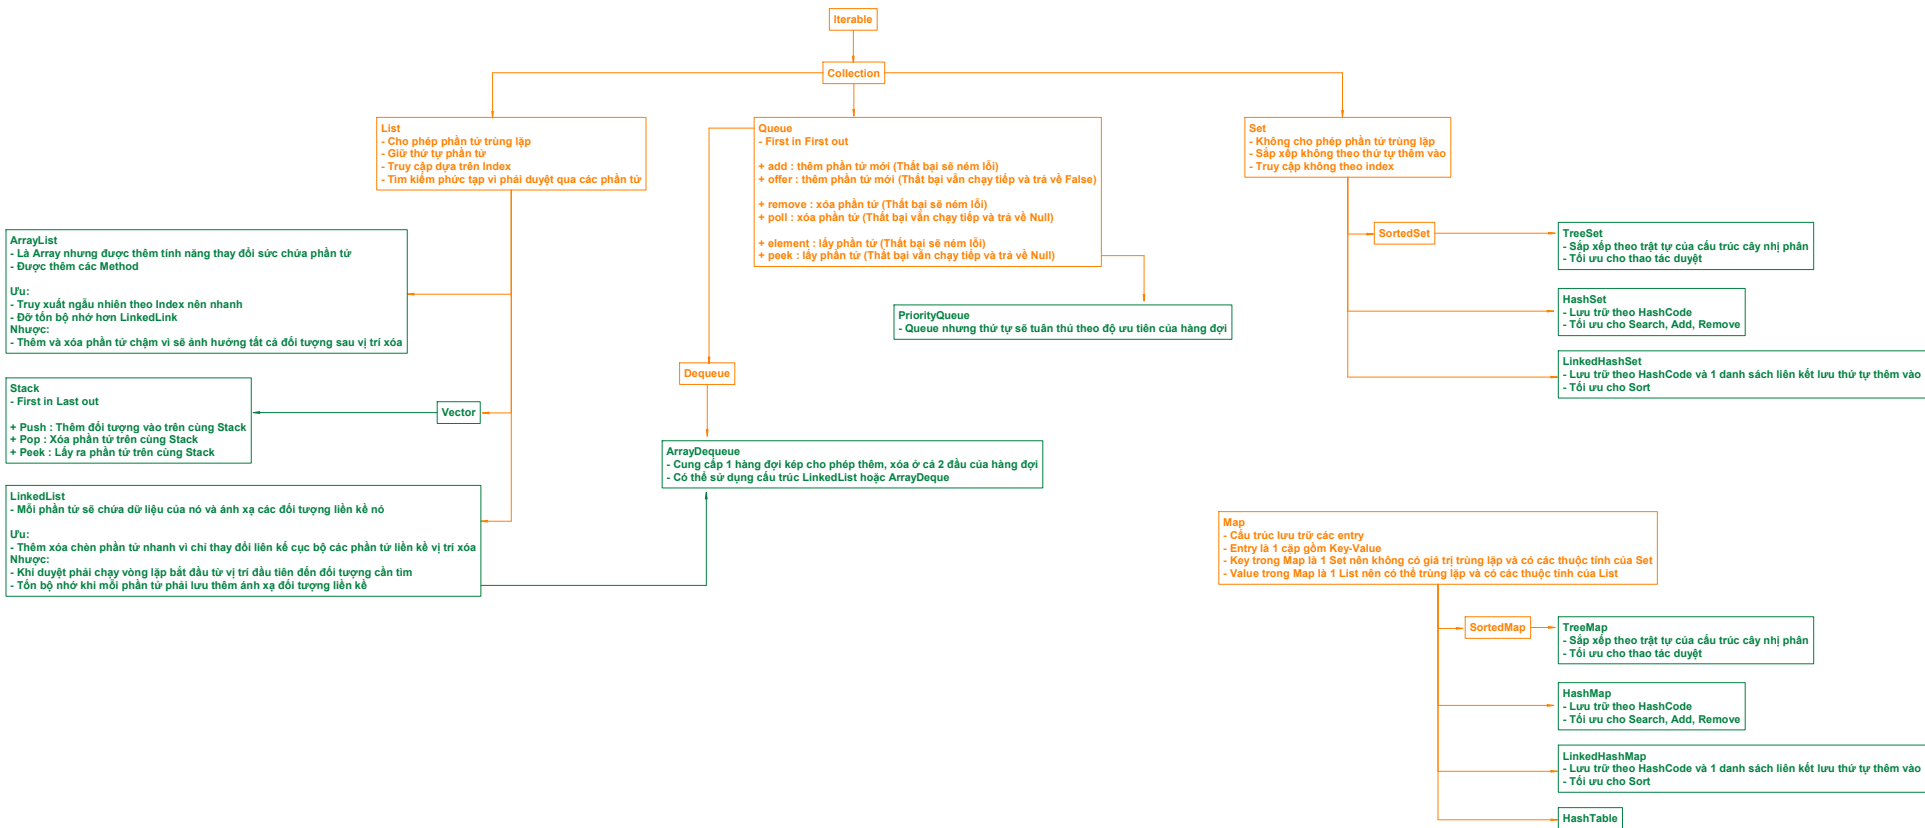 Iterable
Collection
List
- Cho phép phần tử trùng lặp
- Giữ thứ tự phần tử
- Truy cập dựa trên Index
- Tìm kiếm phức tạp vì phải duyệt qua các phần tử
Queue
- First in First out
+ add : thêm phần tử mới (Thất bại sẽ ném lỗi)
+ offer : thêm phần tử mới (Thất bại vẫn chạy tiếp và trả về False)
+ remove : xóa phần tử (Thất bại sẽ ném lỗi)
+ poll : xóa phần tử (Thất bại vẫn chạy tiếp và trả về Null)
+ element : lấy phần tử (Thất bại sẽ ném lỗi)
+ peek : lấy phần tử (Thất bại vẫn chạy tiếp và trả về Null)
Set
- Không cho phép phần tử trùng lặp
- Sắp xếp không theo thứ tự thêm vào
- Truy cập không theo index
ArrayList
- Là Array nhưng được thêm tính năng thay đổi sức chứa phần tử
- Được thêm các Method
Ưu:
- Truy xuất ngẫu nhiên theo Index nên nhanh
- Đỡ tốn bộ nhớ hơn LinkedLink
Nhược:
- Thêm và xóa phần tử chậm vì sẽ ảnh hưởng tất cả đối tượng sau vị trí xóa
SortedSet
TreeSet
- Sắp xếp theo trật tự của cấu trúc cây nhị phân
- Tối ưu cho thao tác duyệt
HashSet
- Lưu trữ theo HashCode
- Tối ưu cho Search, Add, Remove
PriorityQueue
- Queue nhưng thứ tự sẽ tuân thủ theo độ ưu tiên của hàng đợi
LinkedHashSet
- Lưu trữ theo HashCode và 1 danh sách liên kết lưu thứ tự thêm vào
- Tối ưu cho Sort
Dequeue
Stack
- First in Last out
+ Push : Thêm đối tượng vào trên cùng Stack
+ Pop : Xóa phần tử trên cùng Stack
+ Peek : Lấy ra phần tử trên cùng Stack
Vector
ArrayDequeue
- Cung cấp 1 hàng đợi kép cho phép thêm, xóa ở cả 2 đầu của hàng đợi
- Có thể sử dụng cấu trúc LinkedList hoặc ArrayDeque
LinkedList
- Mỗi phần tử sẽ chứa dữ liệu của nó và ánh xạ các đối tượng liền kề nó
Ưu:
- Thêm xóa chèn phần tử nhanh vì chỉ thay đổi liên kế cục bộ các phần tử liền kề vị trí xóa
Nhược:
- Khi duyệt phải chạy vòng lặp bắt đầu từ vị trí đầu tiên đến đối tượng cần tìm
- Tốn bộ nhớ khi mỗi phần tử phải lưu thêm ánh xạ đối tượng liền kề
Map
- Cấu trúc lưu trữ các entry
- Entry là 1 cặp gồm Key-Value
- Key trong Map là 1 Set nên không có giá trị trùng lặp và có các thuộc tính của Set
- Value trong Map là 1 List nên có thể trùng lặp và có các thuộc tính của List
SortedMap
TreeMap
- Sắp xếp theo trật tự của cấu trúc cây nhị phân
- Tối ưu cho thao tác duyệt
HashMap
- Lưu trữ theo HashCode
- Tối ưu cho Search, Add, Remove
LinkedHashMap
- Lưu trữ theo HashCode và 1 danh sách liên kết lưu thứ tự thêm vào
- Tối ưu cho Sort
HashTable